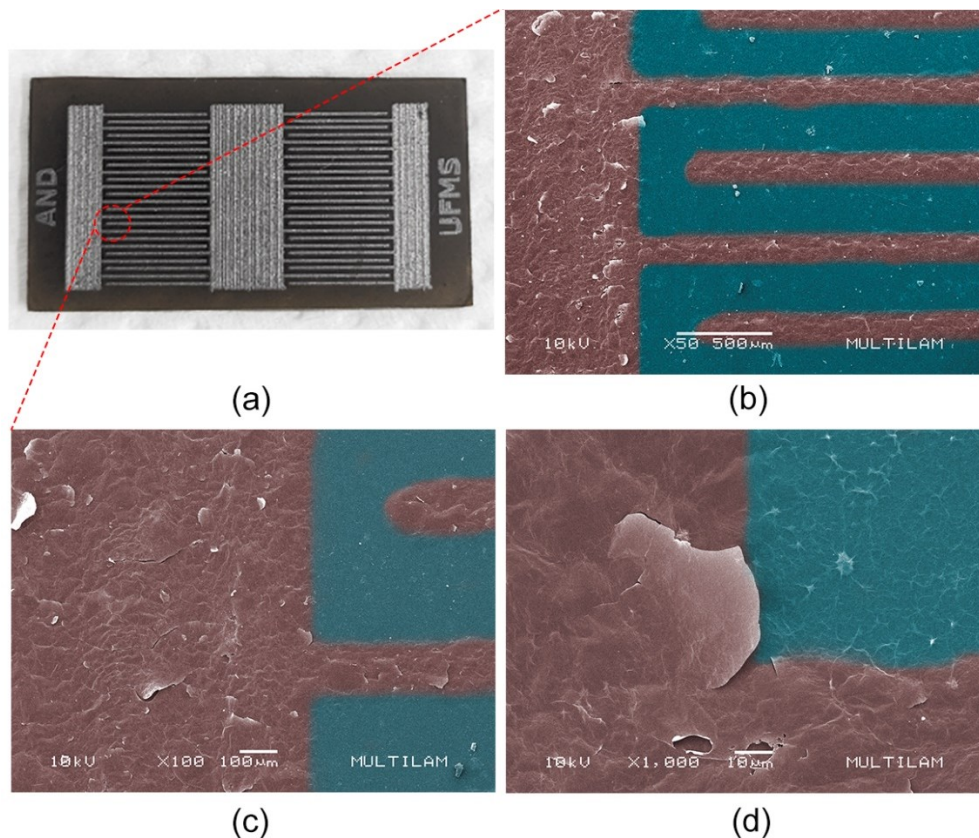 AND
UFMS
(a)
10kV X50 500μm MULTILAM
(b)
10kV X100 100μm MULTILAM
(c)
10kV X1,000 10μm MULTILAM
(d)